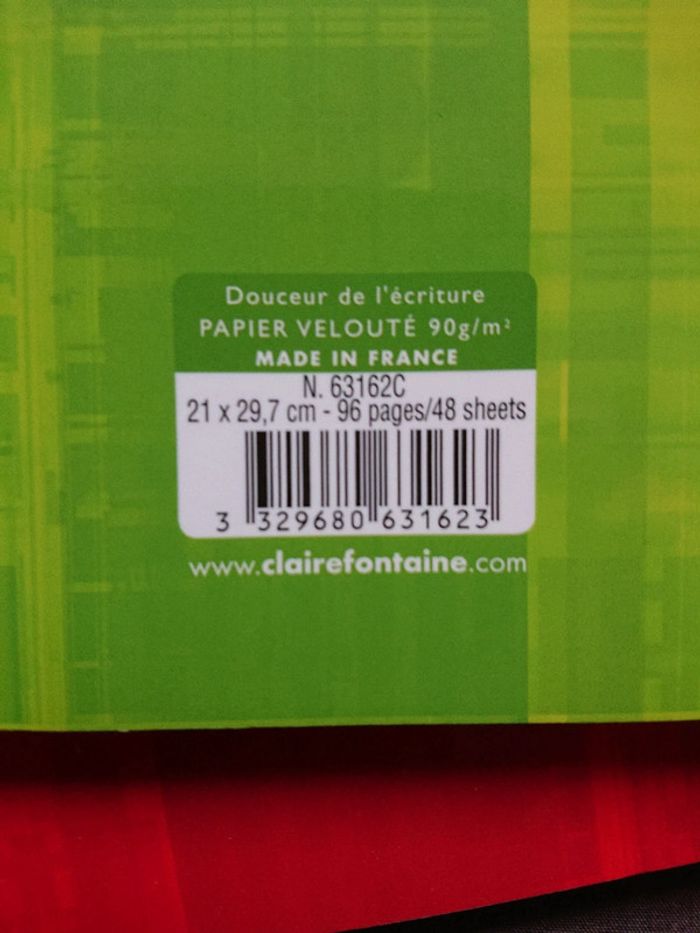 Douceur de l'écriture
PAPIER VELOUTÉ 90g/m²
MADE IN FRANCE
N. 63162C
21 x 29,7 cm - 96 pages/48 sheets
3 329680 631623
www.clairefontaine.com